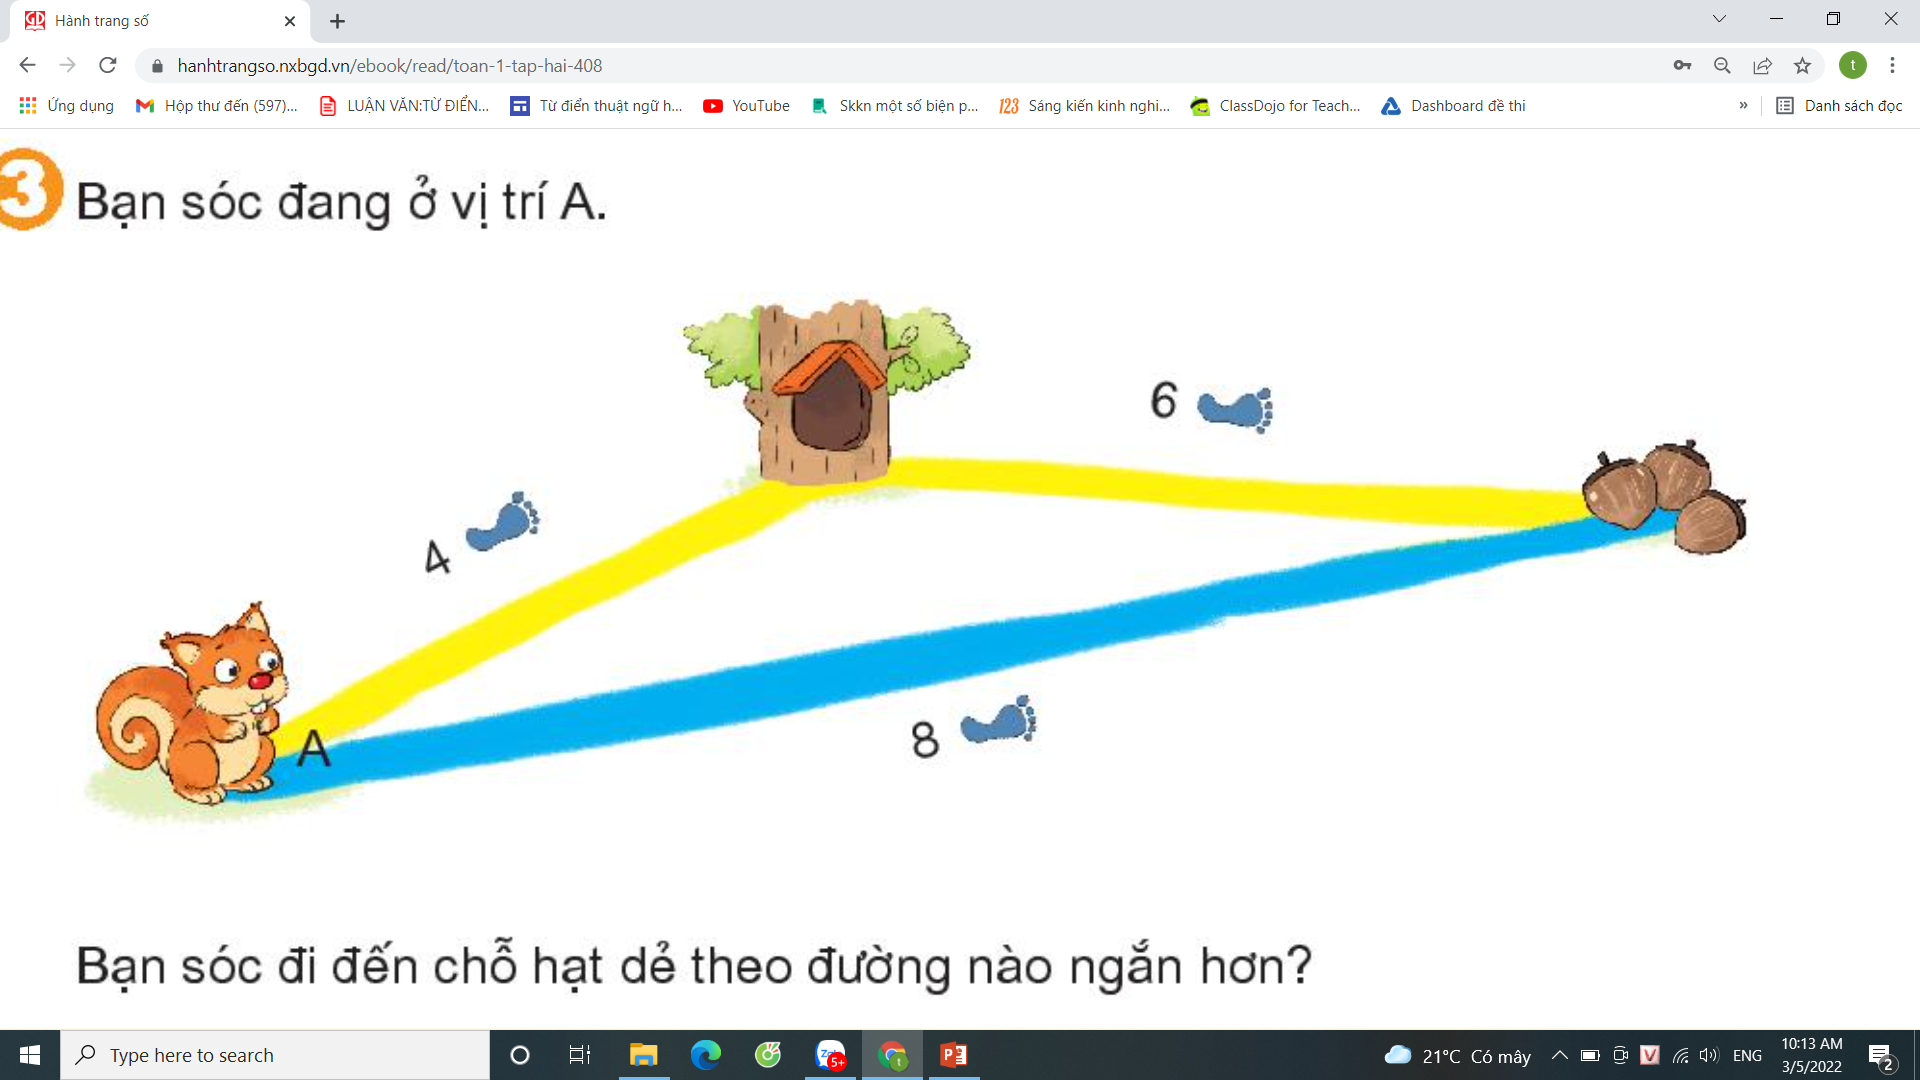 Hành trang số
hanhtrangso.nxbgd.vn/ebook/read/toan-1-tap-hai-408
t
Ứng dụng
Hộp thư đến (597)...
LUẬN VĂN:TỪ ĐIỂN...
Từ điển thuật ngữ h...
YouTube
Skkn một số biện p...
123
Sáng kiến kinh nghi...
ClassDojo for Teach...
Dashboard đề thi
»
Danh sách đọc
3
Bạn sóc đang ở vị trí A.
6
4
A
8
Bạn sóc đi đến chỗ hạt dẻ theo đường nào ngắn hơn?
Type here to search
5+
t
21°C Có mây
ENG
10:13 AM
3/5/2022
2